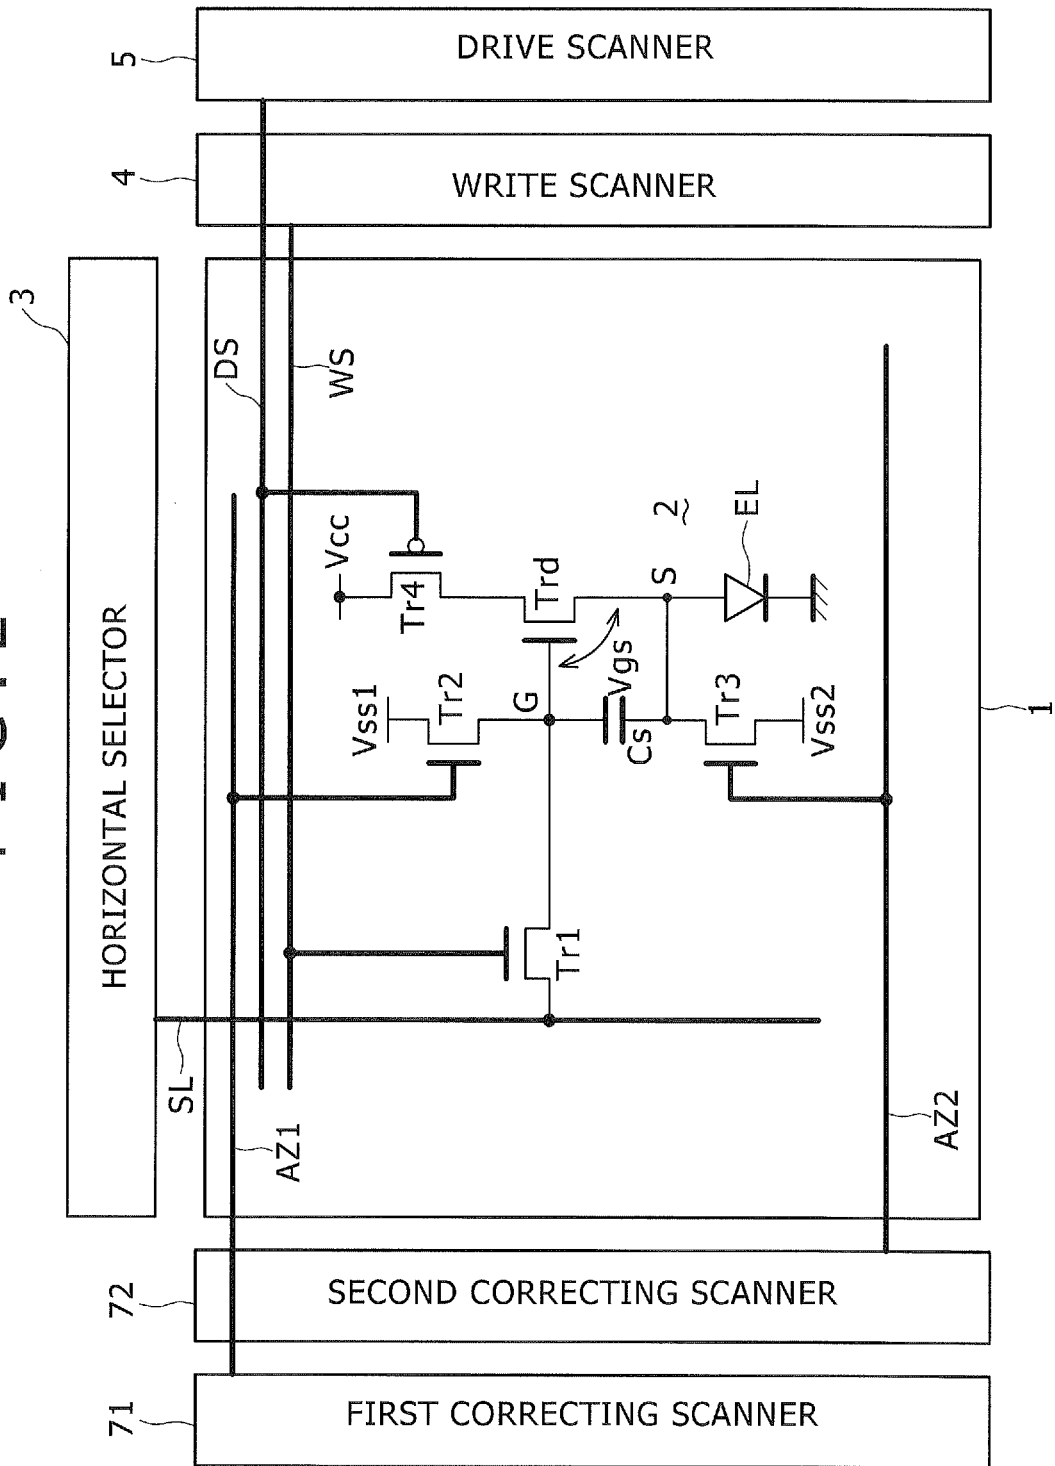 5
DRIVE SCANNER
4
WRITE SCANNER
3
HORIZONTAL SELECTOR
DS
WS
Vcc
Tr4
Trd
2
EL
S
Vss1
Tr2
G
Vgs
Cs
Tr3
Vss2
1
Tr1
SL
AZ1
AZ2
72
SECOND CORRECTING SCANNER
71
FIRST CORRECTING SCANNER